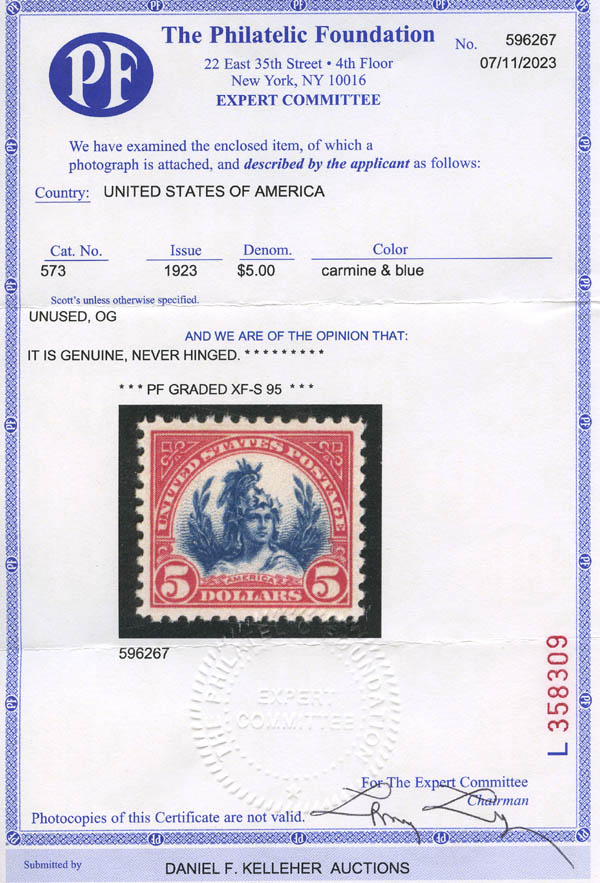 PF
The Philatelic Foundation
No. 596267
22 East 35th Street • 4th Floor
07/11/2023
New York, NY 10016
EXPERT COMMITTEE
We have examined the enclosed item, of which a
photograph is attached, and described by the applicant as follows:
Country: UNITED STATES OF AMERICA
Cat. No. Issue Denom. Color
573 1923 $5.00 carmine & blue
Scott's unless otherwise specified.
UNUSED, OG
AND WE ARE OF THE OPINION THAT:
IT IS GENUINE, NEVER HINGED. * * * * * * * * *
* * * PF GRADED XF-S 95 * * *
UNITED STATES POSTAGE
AMERICA
5 DOLLARS 5
596267
THE PHILATELIC FOUNDATION
EXPERT
COMMITTEE
L 358309
For The Expert Committee
Chairman
Photocopies of this Certificate are not valid.
Submitted by
DANIEL F. KELLEHER AUCTIONS